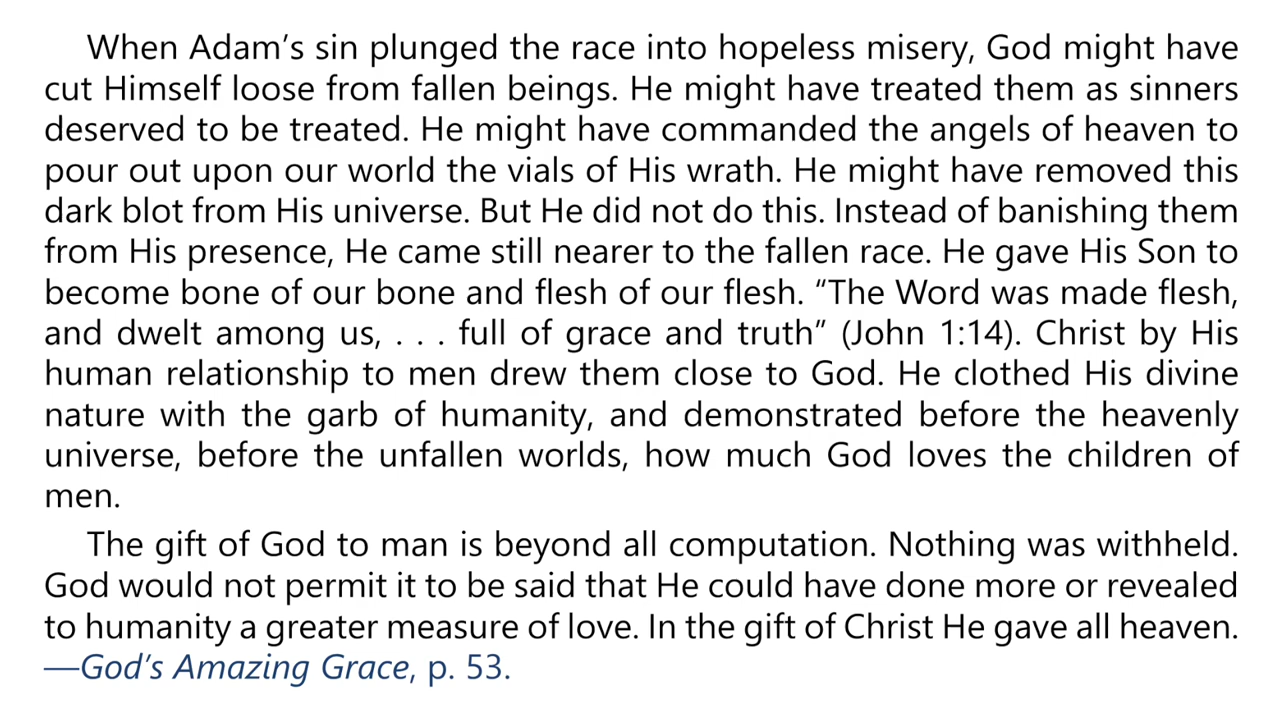 When Adam’s sin plunged the race into hopeless misery, God might have
cut Himself loose from fallen beings. He might have treated them as sinners
deserved to be treated. He might have commanded the angels of heaven to
pour out upon our world the vials of His wrath. He might have removed this
dark blot from His universe. But He did not do this. Instead of banishing them
from His presence, He came still nearer to the fallen race. He gave His Son to
become bone of our bone and flesh of our flesh. “The Word was made flesh,
and dwelt among us, . . . full of grace and truth” (John 1:14). Christ by His
human relationship to men drew them close to God. He clothed His divine
nature with the garb of humanity, and demonstrated before the heavenly
universe, before the unfallen worlds, how much God loves the children of
men.
The gift of God to man is beyond all computation. Nothing was withheld.
God would not permit it to be said that He could have done more or revealed
to humanity a greater measure of love. In the gift of Christ He gave all heaven.
—God’s Amazing Grace, p. 53.